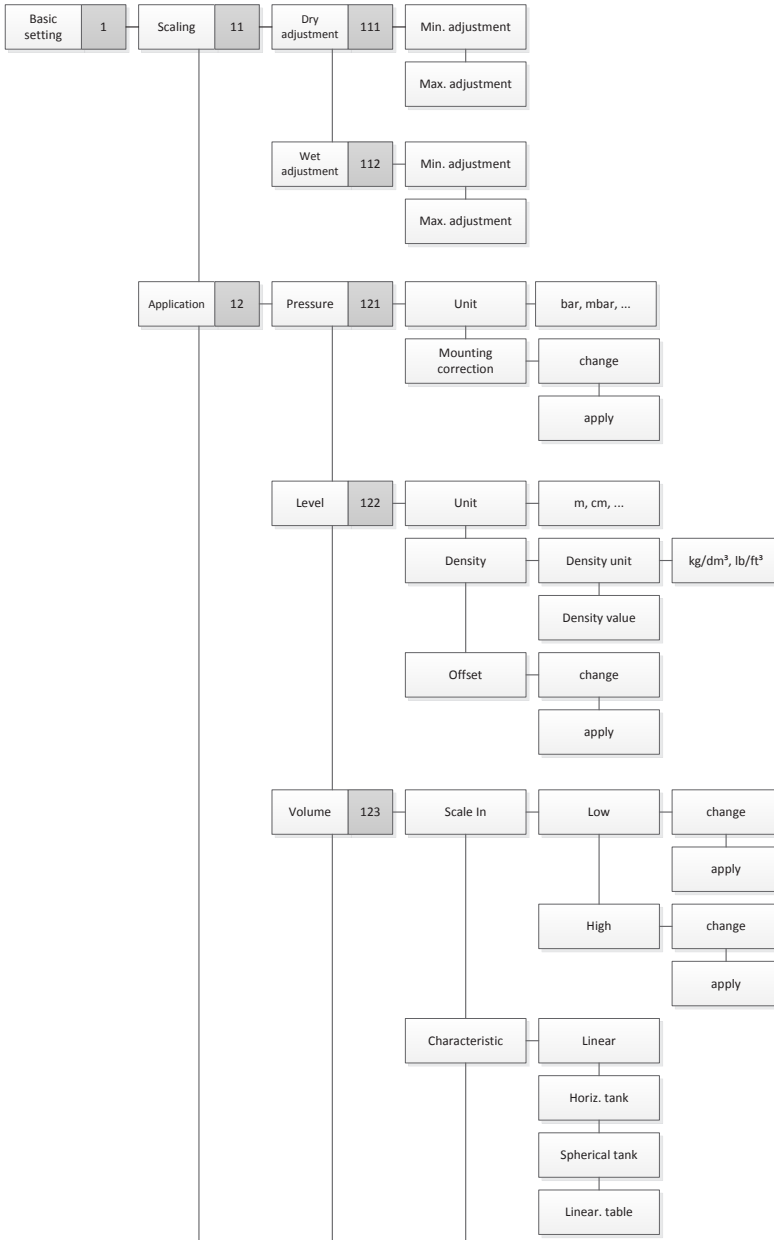 Basic
setting
1
Scaling
11
Dry
adjustment
111
Min. adjustment
Max. adjustment
Wet
adjustment
112
Min. adjustment
Max. adjustment
Application
12
Pressure
121
Unit
bar, mbar, ...
Mounting
correction
change
apply
Level
122
Unit
m, cm, ...
Density
Density unit
kg/dm³, lb/ft³
Density value
Offset
change
apply
Volume
123
Scale In
Low
change
apply
High
change
apply
Characteristic
Linear
Horiz. tank
Spherical tank
Linear. table